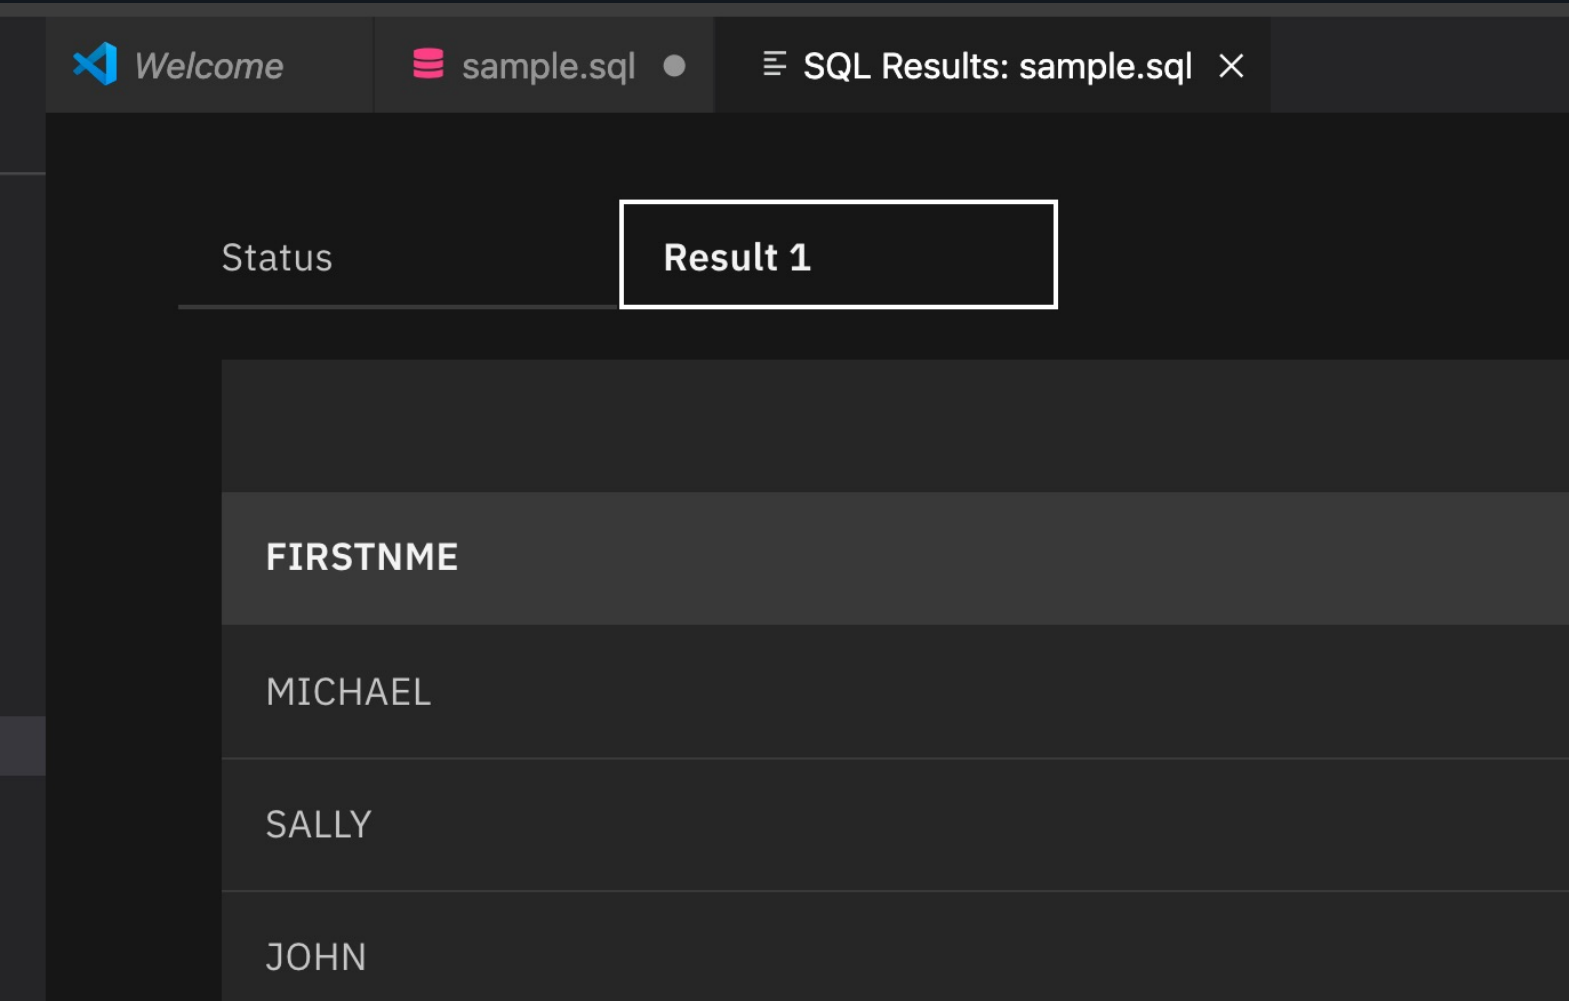 Welcome
sample.sql
SQL Results: sample.sql
Status
Result 1
FIRSTNME
MICHAEL
SALLY
JOHN